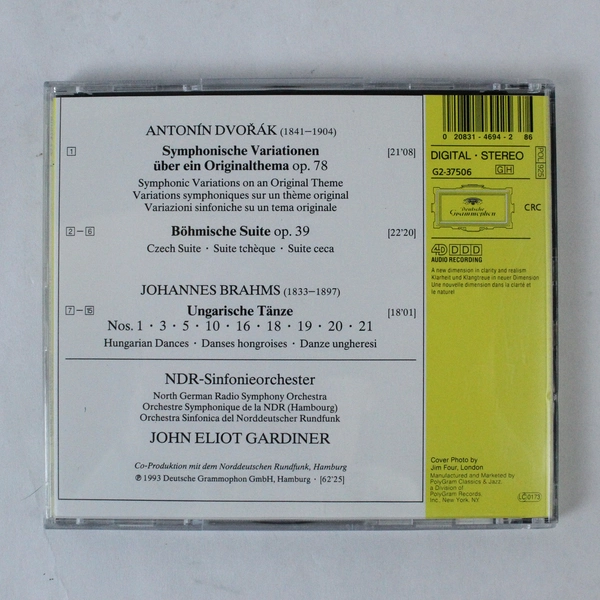 ANTONÍN DVOŘÁK (1841–1904)
1 Symphonische Variationen [21'08]
über ein Originalthema op. 78
Symphonic Variations on an Original Theme
Variations symphoniques sur un thème original
Variazioni sinfoniche su un tema originale
2 – 6 Böhmische Suite op. 39 [22'20]
Czech Suite · Suite tchèque · Suite ceca
JOHANNES BRAHMS (1833–1897)
7 – 15 Ungarische Tänze [18'01]
Nos. 1 · 3 · 5 · 10 · 16 · 18 · 19 · 20 · 21
Hungarian Dances · Danses hongroises · Danze ungheresi
NDR-Sinfonieorchester
North German Radio Symphony Orchestra
Orchestre Symphonique de la NDR (Hambourg)
Orchestra Sinfonica del Norddeutscher Rundfunk
JOHN ELIOT GARDINER
Co-Produktion mit dem Norddeutschen Rundfunk, Hamburg
℗ 1993 Deutsche Grammophon GmbH, Hamburg · [62'25]
0 20831-4694-2 86
DIGITAL · STEREO
POL 925
G2-37506 GH
Deutsche
Grammophon
CRC
4D DDD
AUDIO RECORDING
A new dimension in clarity and realism
Klarheit und Klangtreue in neuer Dimension
Une nouvelle dimension dans la clarté et
le naturel
Cover Photo by
Jim Four, London
Manufactured and Marketed by
PolyGram Classics & Jazz,
a Division of
PolyGram Records
Inc. New York, NY
LC 0173